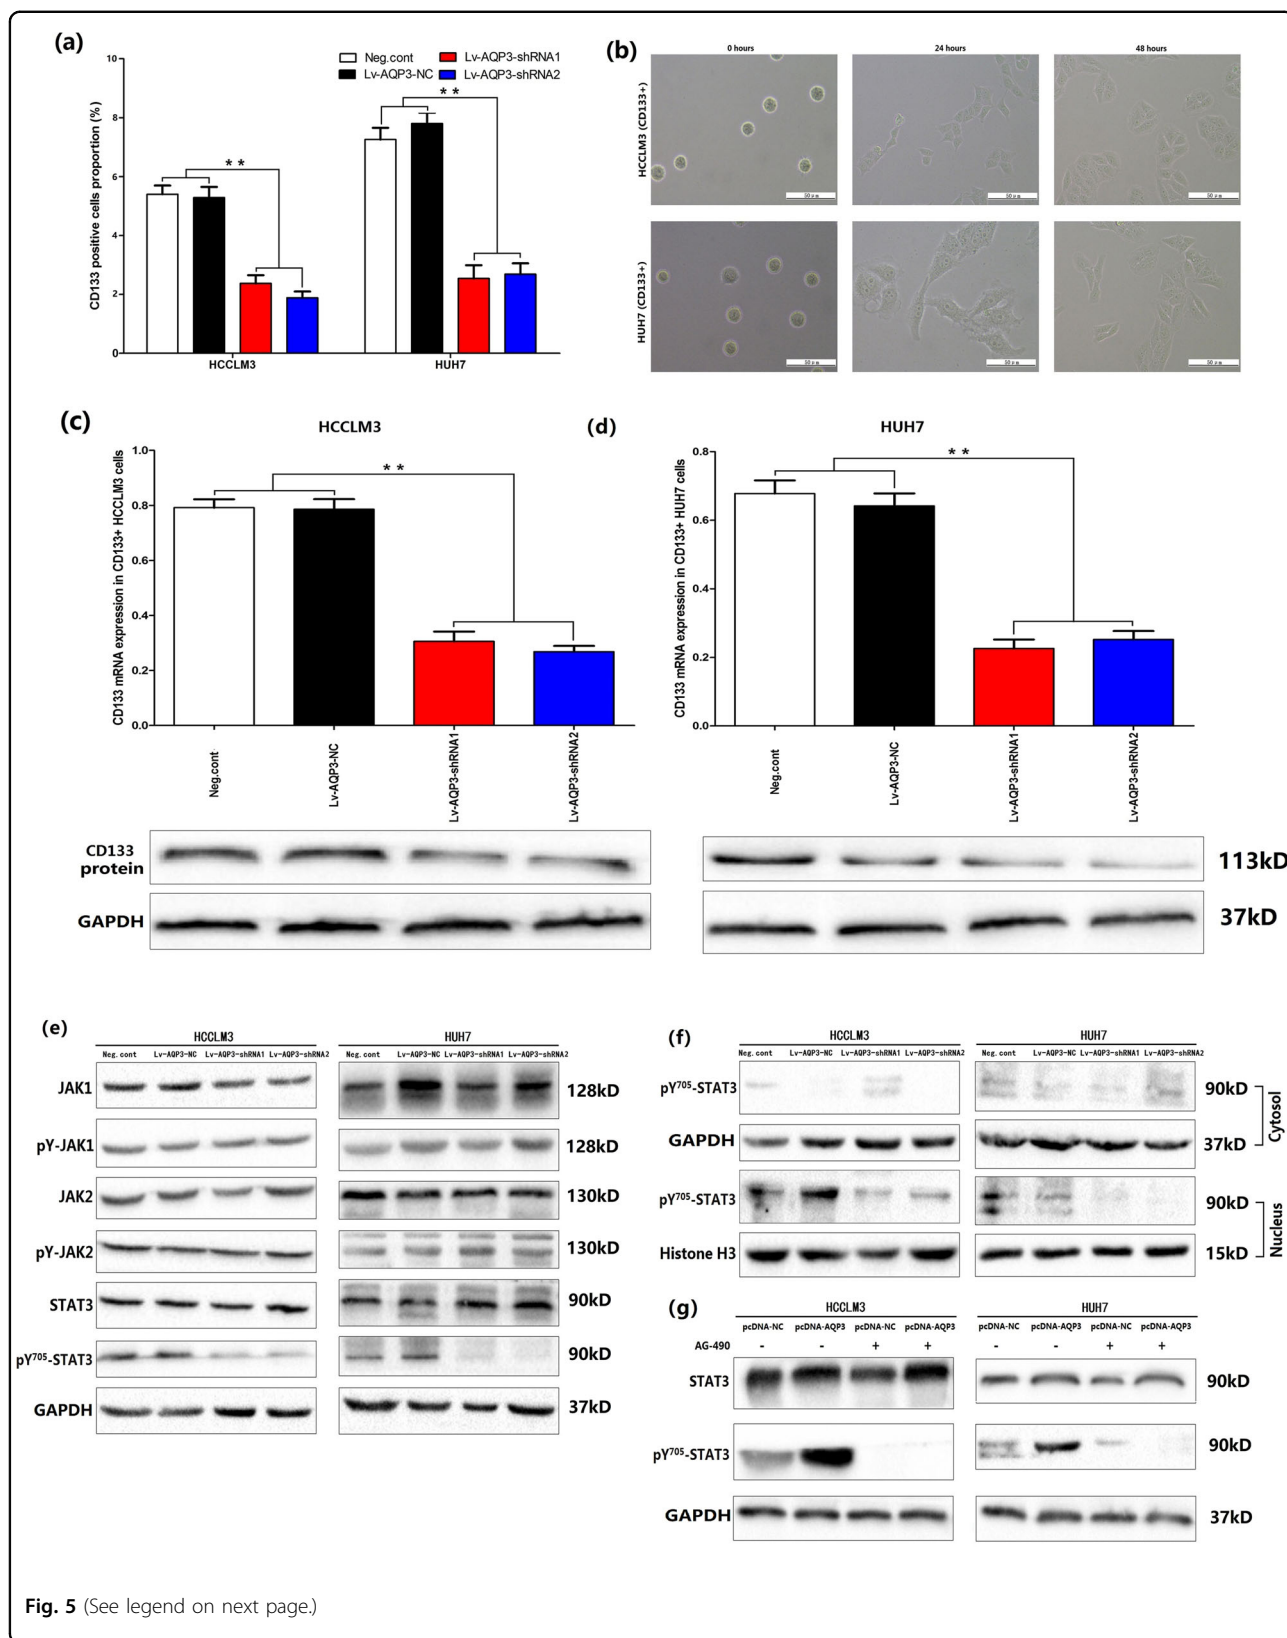 (a)
Neg.cont
Lv-AQP3-NC
Lv-AQP3-shRNA1
Lv-AQP3-shRNA2
CD133 positive cells proportion (%)
10
8
6
4
2
0
* *
* *
HCCLM3
HUH7
(b)
0 hours
24 hours
48 hours
HCCLM3 (CD133+)
50μm
50μm
50μm
HUH7 (CD133+)
50μm
50μm
50μm
(c)
HCCLM3
CD133 mRNA expression in CD133+ HCCLM3 cells
1.0
0.8
0.6
0.4
0.2
0.0
* *
Neg.cont
Lv-AQP3-NC
Lv-AQP3-shRNA1
Lv-AQP3-shRNA2
(d)
HUH7
CD133 mRNA expression in CD133+ HUH7 cells
0.8
0.6
0.4
0.2
0.0
* *
Neg.cont
Lv-AQP3-NC
Lv-AQP3-shRNA1
Lv-AQP3-shRNA2
CD133
protein
113kD
GAPDH
37kD
(e)
HCCLM3
HUH7
Neg.cont Lv-AQP3-NC Lv-AQP3-shRNA1 Lv-AQP3-shRNA2
Neg.cont Lv-AQP3-NC Lv-AQP3-shRNA1 Lv-AQP3-shRNA2
JAK1 128kD
pY-JAK1 128kD
JAK2 130kD
pY-JAK2 130kD
STAT3 90kD
pY705-STAT3 90kD
GAPDH 37kD
(f)
HCCLM3
HUH7
Neg.cont Lv-AQP3-NC Lv-AQP3-shRNA1 Lv-AQP3-shRNA2
Neg.cont Lv-AQP3-NC Lv-AQP3-shRNA1 Lv-AQP3-shRNA2
pY705-STAT3 90kD
GAPDH 37kD
Cytosol
pY705-STAT3 90kD
Histone H3 15kD
Nucleus
(g)
HCCLM3
HUH7
pcDNA-NC pcDNA-AQP3 pcDNA-NC pcDNA-AQP3
pcDNA-NC pcDNA-AQP3 pcDNA-NC pcDNA-AQP3
AG-490 - - + + - - + +
STAT3 90kD
pY705-STAT3 90kD
GAPDH 37kD
Fig. 5 (See legend on next page.)